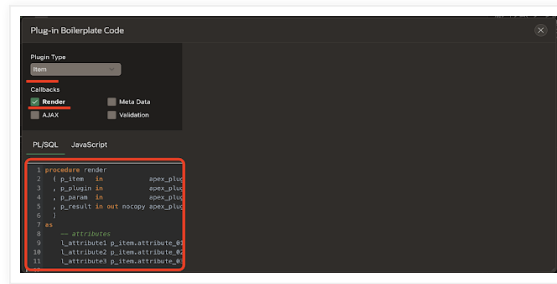 Plug-in Boilerplate Code
Plugin Type
Item
Callbacks
Render
Meta Data
AJAX
Validation
PL/SQL JavaScript
1 procedure render
2 ( p_item in apex_plug
3 , p_plugin in apex_plug
4 , p_param in apex_plug
5 , p_result in out nocopy apex_plug
6 )
7 as
8 -- attributes
9 l_attribute1 p_item.attribute_01
10 l_attribute2 p_item.attribute_02
11 l_attribute3 p_item.attribute_03